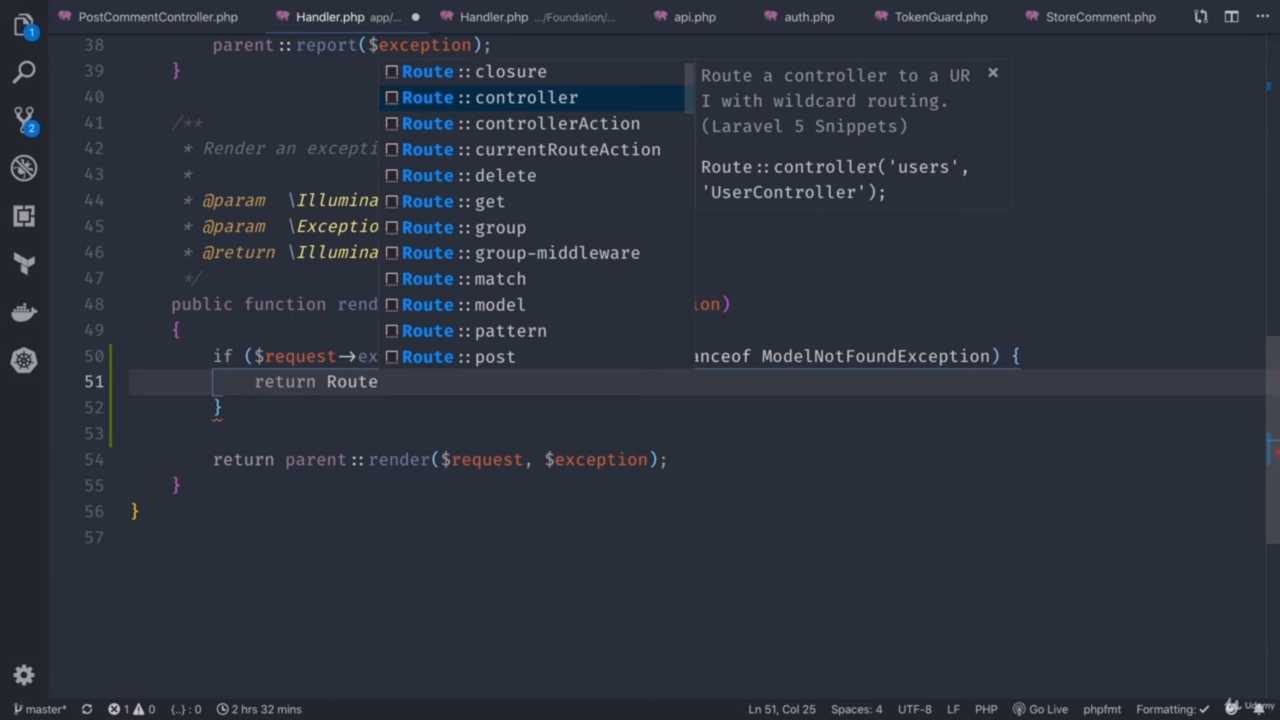 PostCommentController.php Handler.php app/... Handler.php .../Foundation/... api.php auth.php TokenGuard.php StoreComment.php
1
2
38 parent::report($exception);
39 }
40
41 /**
42 * Render an excepti
43 *
44 * @param \Illumina
45 * @param \Exceptio
46 * @return \Illumina
47 */
48 public function rend ion)
49 {
50 if ($request->ex anceof ModelNotFoundException) {
51 return Route
52 }
53
54 return parent::render($request, $exception);
55 }
56 }
57
Route::closure
Route::controller
Route::controllerAction
Route::currentRouteAction
Route::delete
Route::get
Route::group
Route::group-middleware
Route::match
Route::model
Route::pattern
Route::post
Route a controller to a UR
I with wildcard routing.
(Laravel 5 Snippets)
Route::controller('users',
'UserController');
master* 1 0 {..} : 0 2 hrs 32 mins Ln 51, Col 25 Spaces: 4 UTF-8 LF PHP Go Live phpfmt Formatting: ✓
Udemy